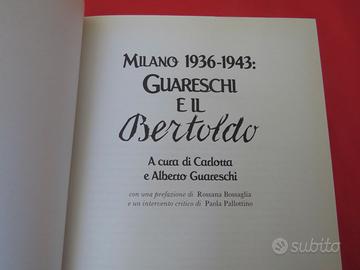 MILANO 1936-1943:
GUARESCHI
E IL
Bertoldo
A cura di Carlotta
e Alberto Guareschi
con una prefazione di Rossana Bossaglia
e un intervento critico di Paola Pallottino
subito